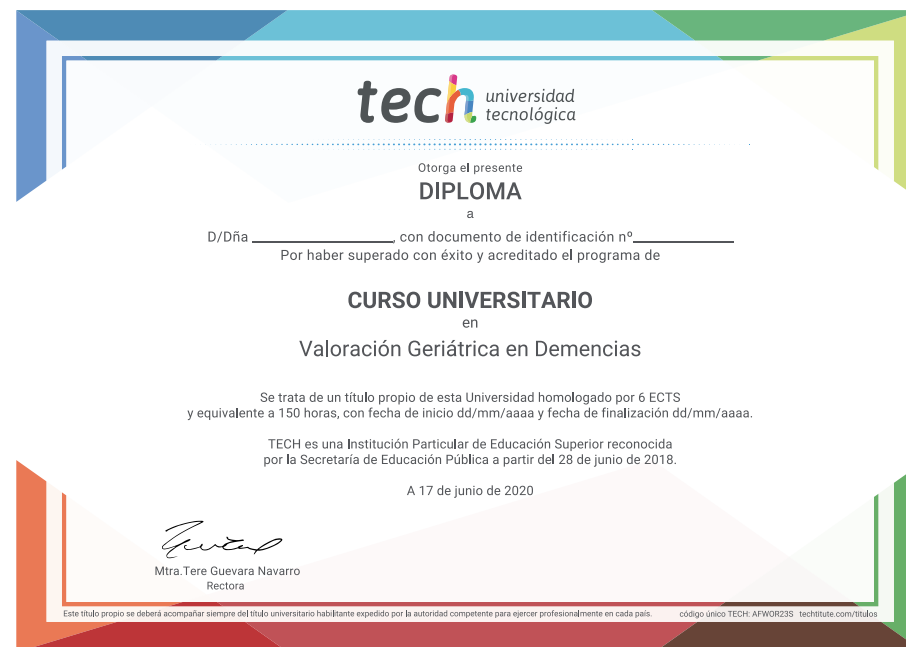 tech universidad
tecnológica
Otorga el presente
DIPLOMA
a
D/Dña ____________________, con documento de identificación nº______________
Por haber superado con éxito y acreditado el programa de
CURSO UNIVERSITARIO
en
Valoración Geriátrica en Demencias
Se trata de un título propio de esta Universidad homologado por 6 ECTS
y equivalente a 150 horas, con fecha de inicio dd/mm/aaaa y fecha de finalización dd/mm/aaaa.
TECH es una Institución Particular de Educación Superior reconocida
por la Secretaría de Educación Pública a partir del 28 de junio de 2018.
A 17 de junio de 2020
Mtra.Tere Guevara Navarro
Rectora
Este título propio se deberá acompañar siempre del título universitario habilitante expedido por la autoridad competente para ejercer profesionalmente en cada país. código único TECH: AFWOR23S techtitute.com/titulos